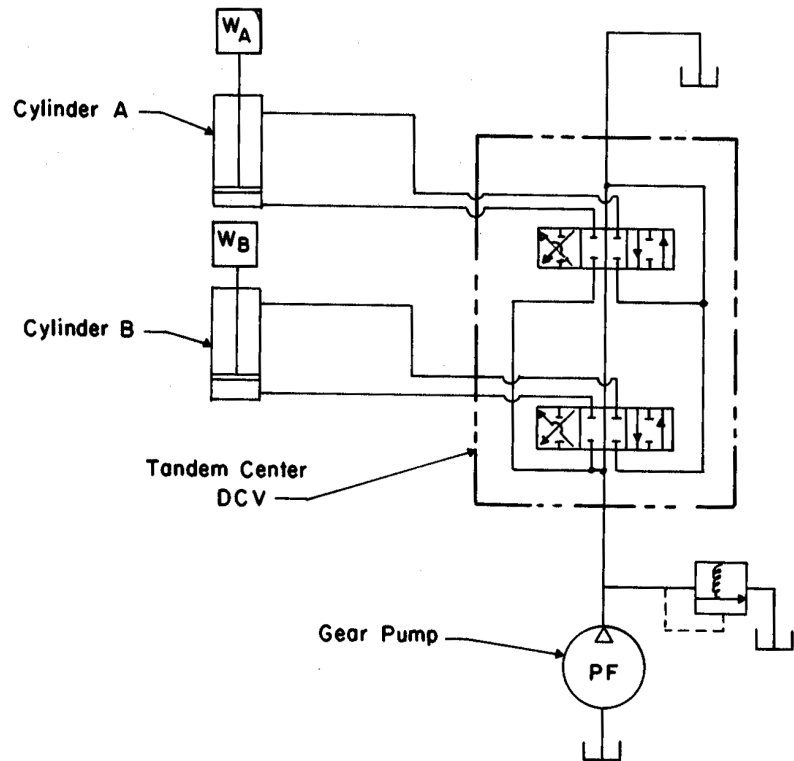 WA
Cylinder A
WB
Cylinder B
Tandem Center
DCV
Gear Pump
PF